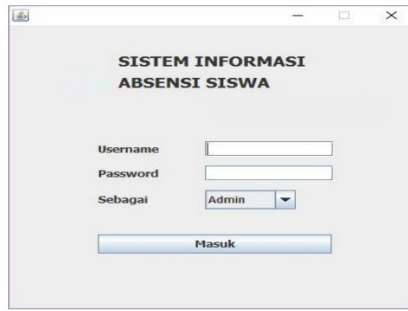 SISTEM INFORMASI
ABSENSI SISWA
Username
Password
Sebagai Admin
Masuk